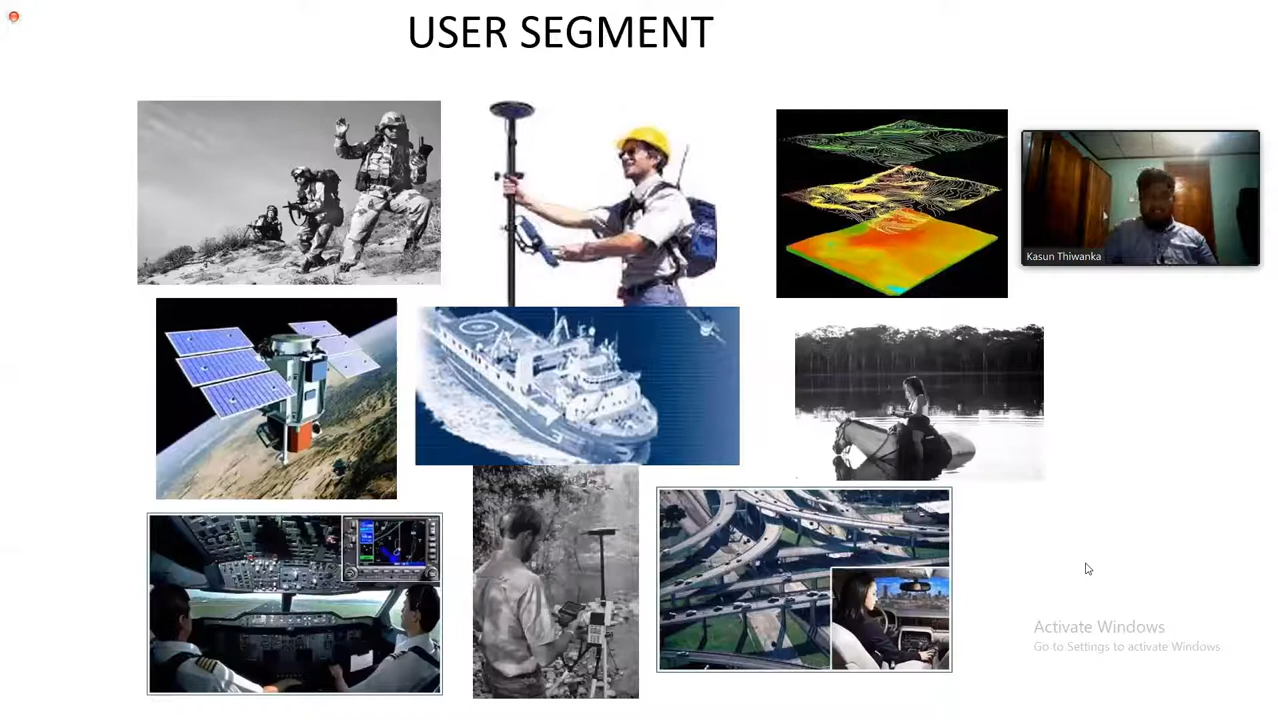 USER SEGMENT
Kasun Thiwanka
Activate Windows
Go to Settings to activate Windows